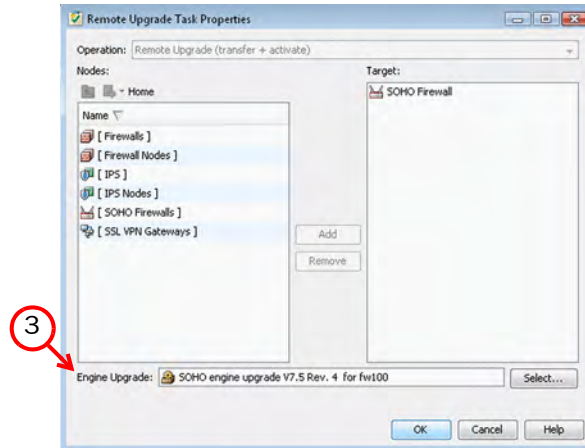 Remote Upgrade Task Properties
Operation: Remote Upgrade (transfer + activate)
Nodes:
Target:
Home
SOHO Firewall
Name
[ Firewalls ]
[ Firewall Nodes ]
[ IPS ]
[ IPS Nodes ]
[ SOHO Firewalls ]
[ SSL VPN Gateways ]
Add
Remove
3
Engine Upgrade: SOHO engine upgrade V7.5 Rev. 4 for fw100 Select...
OK Cancel Help